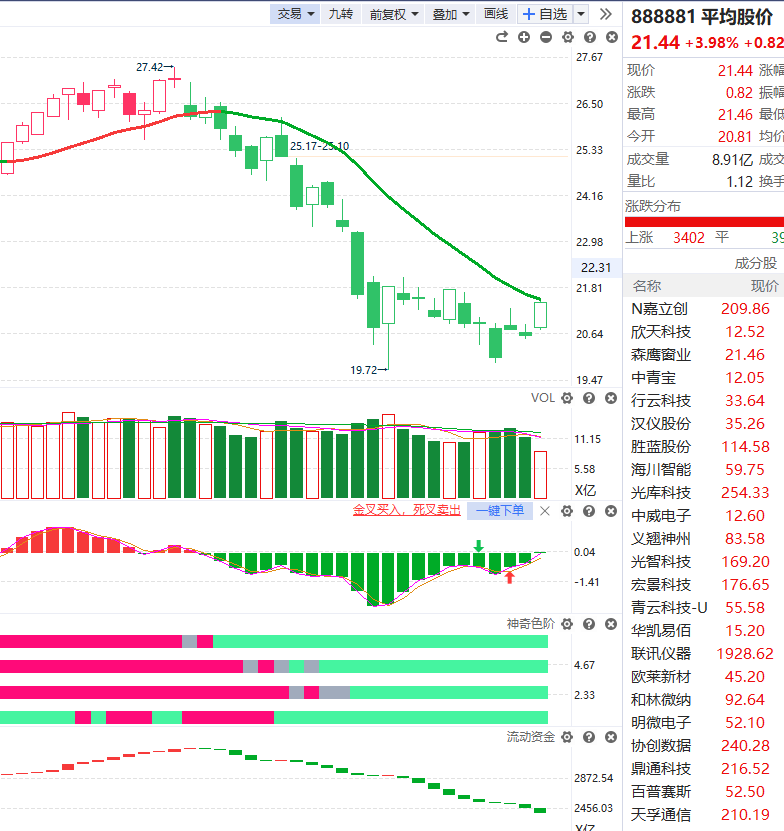 交易 九转 前复权 叠加 画线 +自选
888881 平均股价
21.44 +3.98% +0.82
现价 21.44 涨幅
涨跌 0.82 振幅
最高 21.46 最低
今开 20.81 均价
成交量 8.91亿 成交
量比 1.12 换手
涨跌分布
上涨 3402 平 39
成分股
名称 现价
N嘉立创 209.86
欣天科技 12.52
森鹰窗业 21.46
中青宝 12.05
行云科技 33.64
汉仪股份 35.26
胜蓝股份 114.58
海川智能 59.75
光库科技 254.33
中威电子 12.60
义翘神州 83.58
光智科技 169.20
宏景科技 176.65
青云科技-U 55.58
华凯易佰 15.20
联讯仪器 1928.62
欧莱新材 45.20
和林微纳 92.64
明微电子 52.10
协创数据 240.28
鼎通科技 216.52
百普赛斯 52.50
天孚通信 210.19
27.67
27.42
26.50
25.17-25.10
25.33
24.16
22.98
22.31
21.81
20.64
19.72
19.47
VOL
11.15
5.58
X亿
金叉买入，死叉卖出 一键下单
0.04
-1.41
神奇色阶
4.67
2.33
流动资金
2872.54
2456.03
X亿